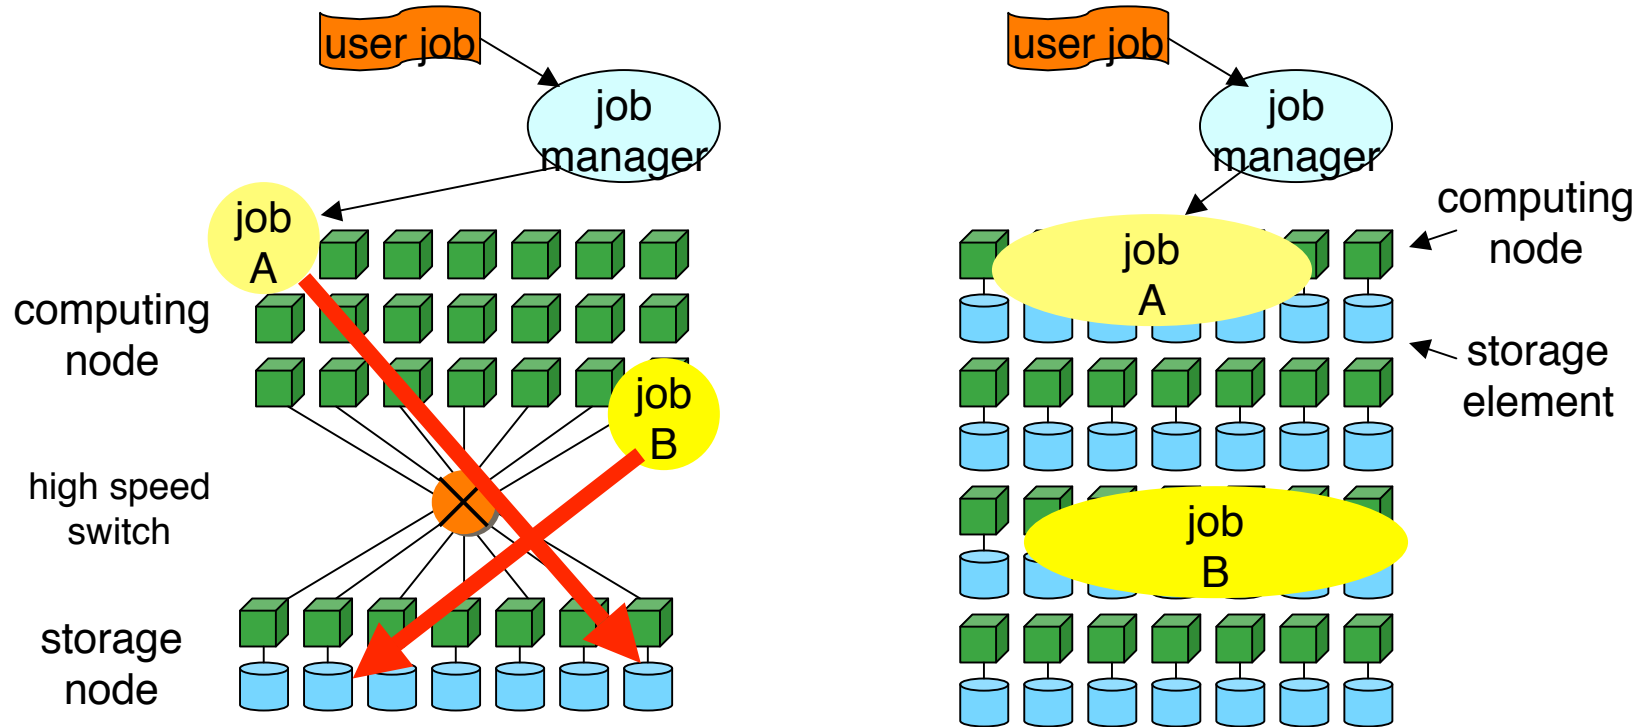 user job
job
manager
job
A
computing
node
job
B
high speed
switch
storage
node
user job
job
manager
computing
node
job
A
storage
element
job
B